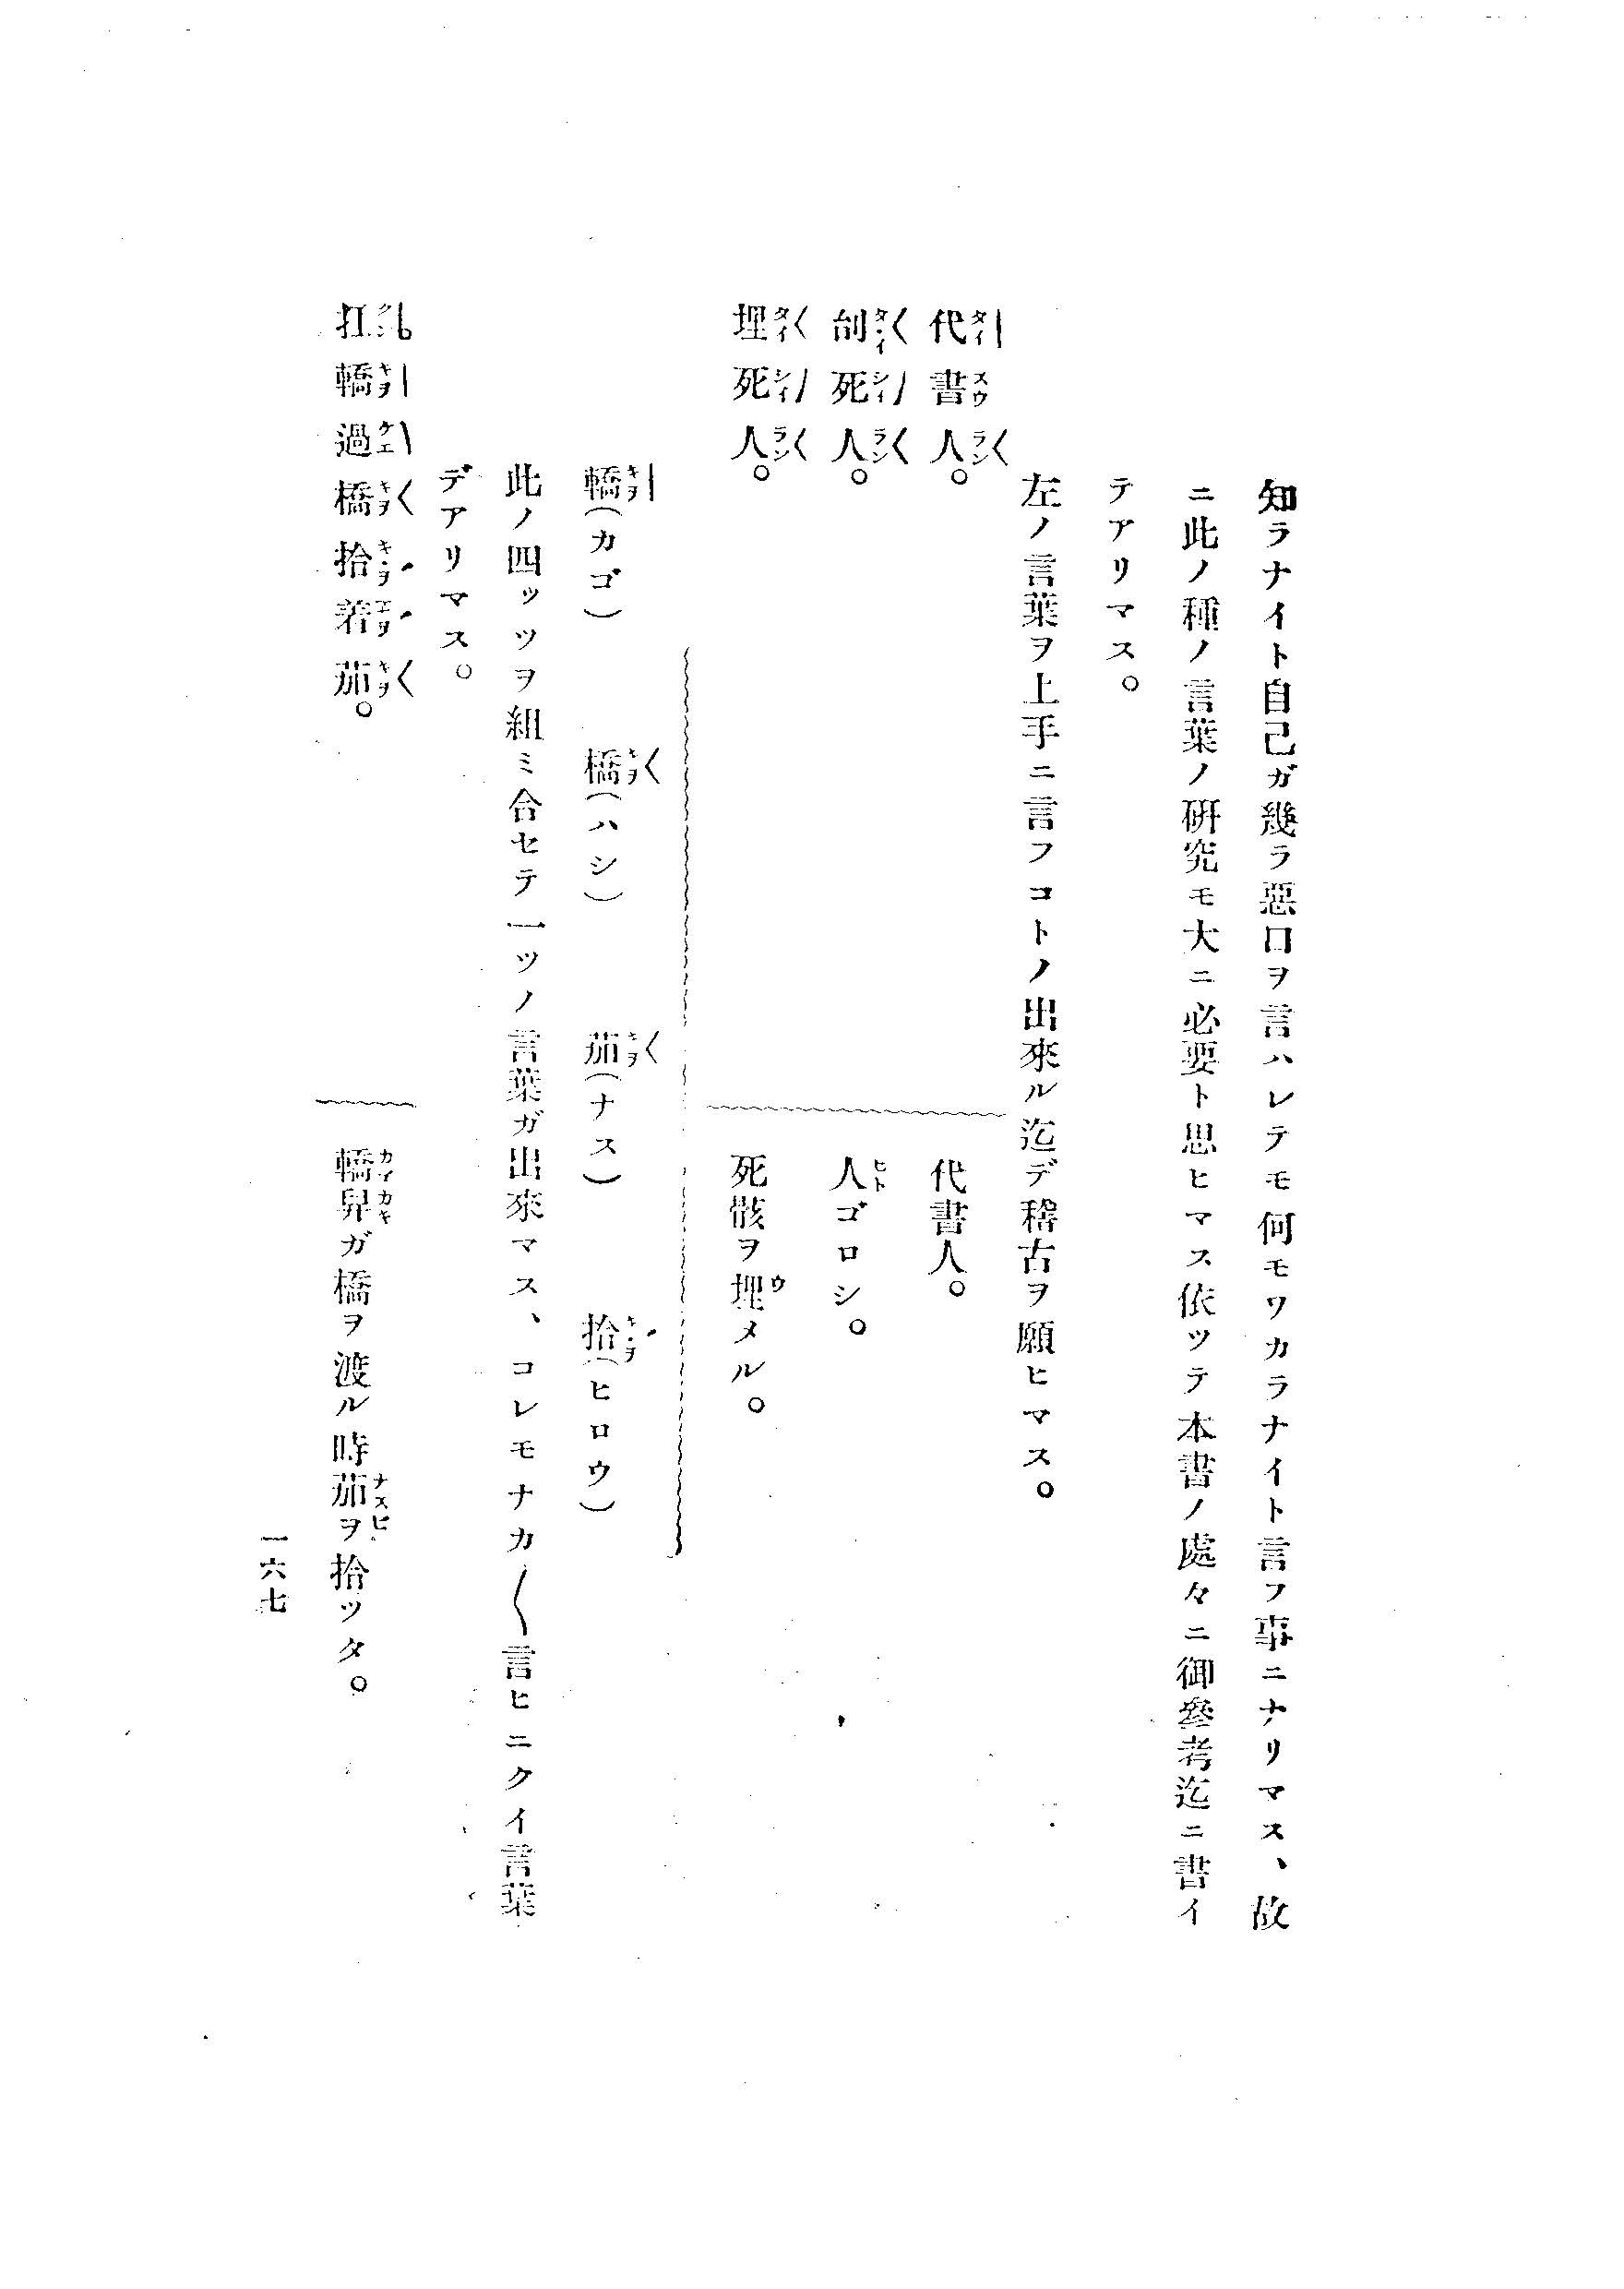 知ラナイト自己ガ幾ラ惡口ヲ言ハレテモ何モワカラナイト言フ事ニナリマス、故
ニ此ノ種ノ言葉ノ研究モ大ニ必要ト思ヒマス依ツテ本書ノ處々ニ御參考迄ニ書イ
テアリマス。
左ノ言葉ヲ上手ニ言フコトノ出來ル迄デ稽古ヲ願ヒマス。
代書人。 代書人。
刣死人。 人ゴロシ。
埋死人。 死骸ヲ埋メル。
轎(カゴ) 橋(ハシ) 茄(ナス) 拾(ヒロウ)
此ノ四ッツヲ組ミ合セテ一ツノ言葉ガ出來マス、コレモナカ〱言ヒニクイ言葉
デアリマス。
扛轎過橋拾着茄。 轎舁ガ橋ヲ渡ル時茄ヲ拾ツタ。
一六七